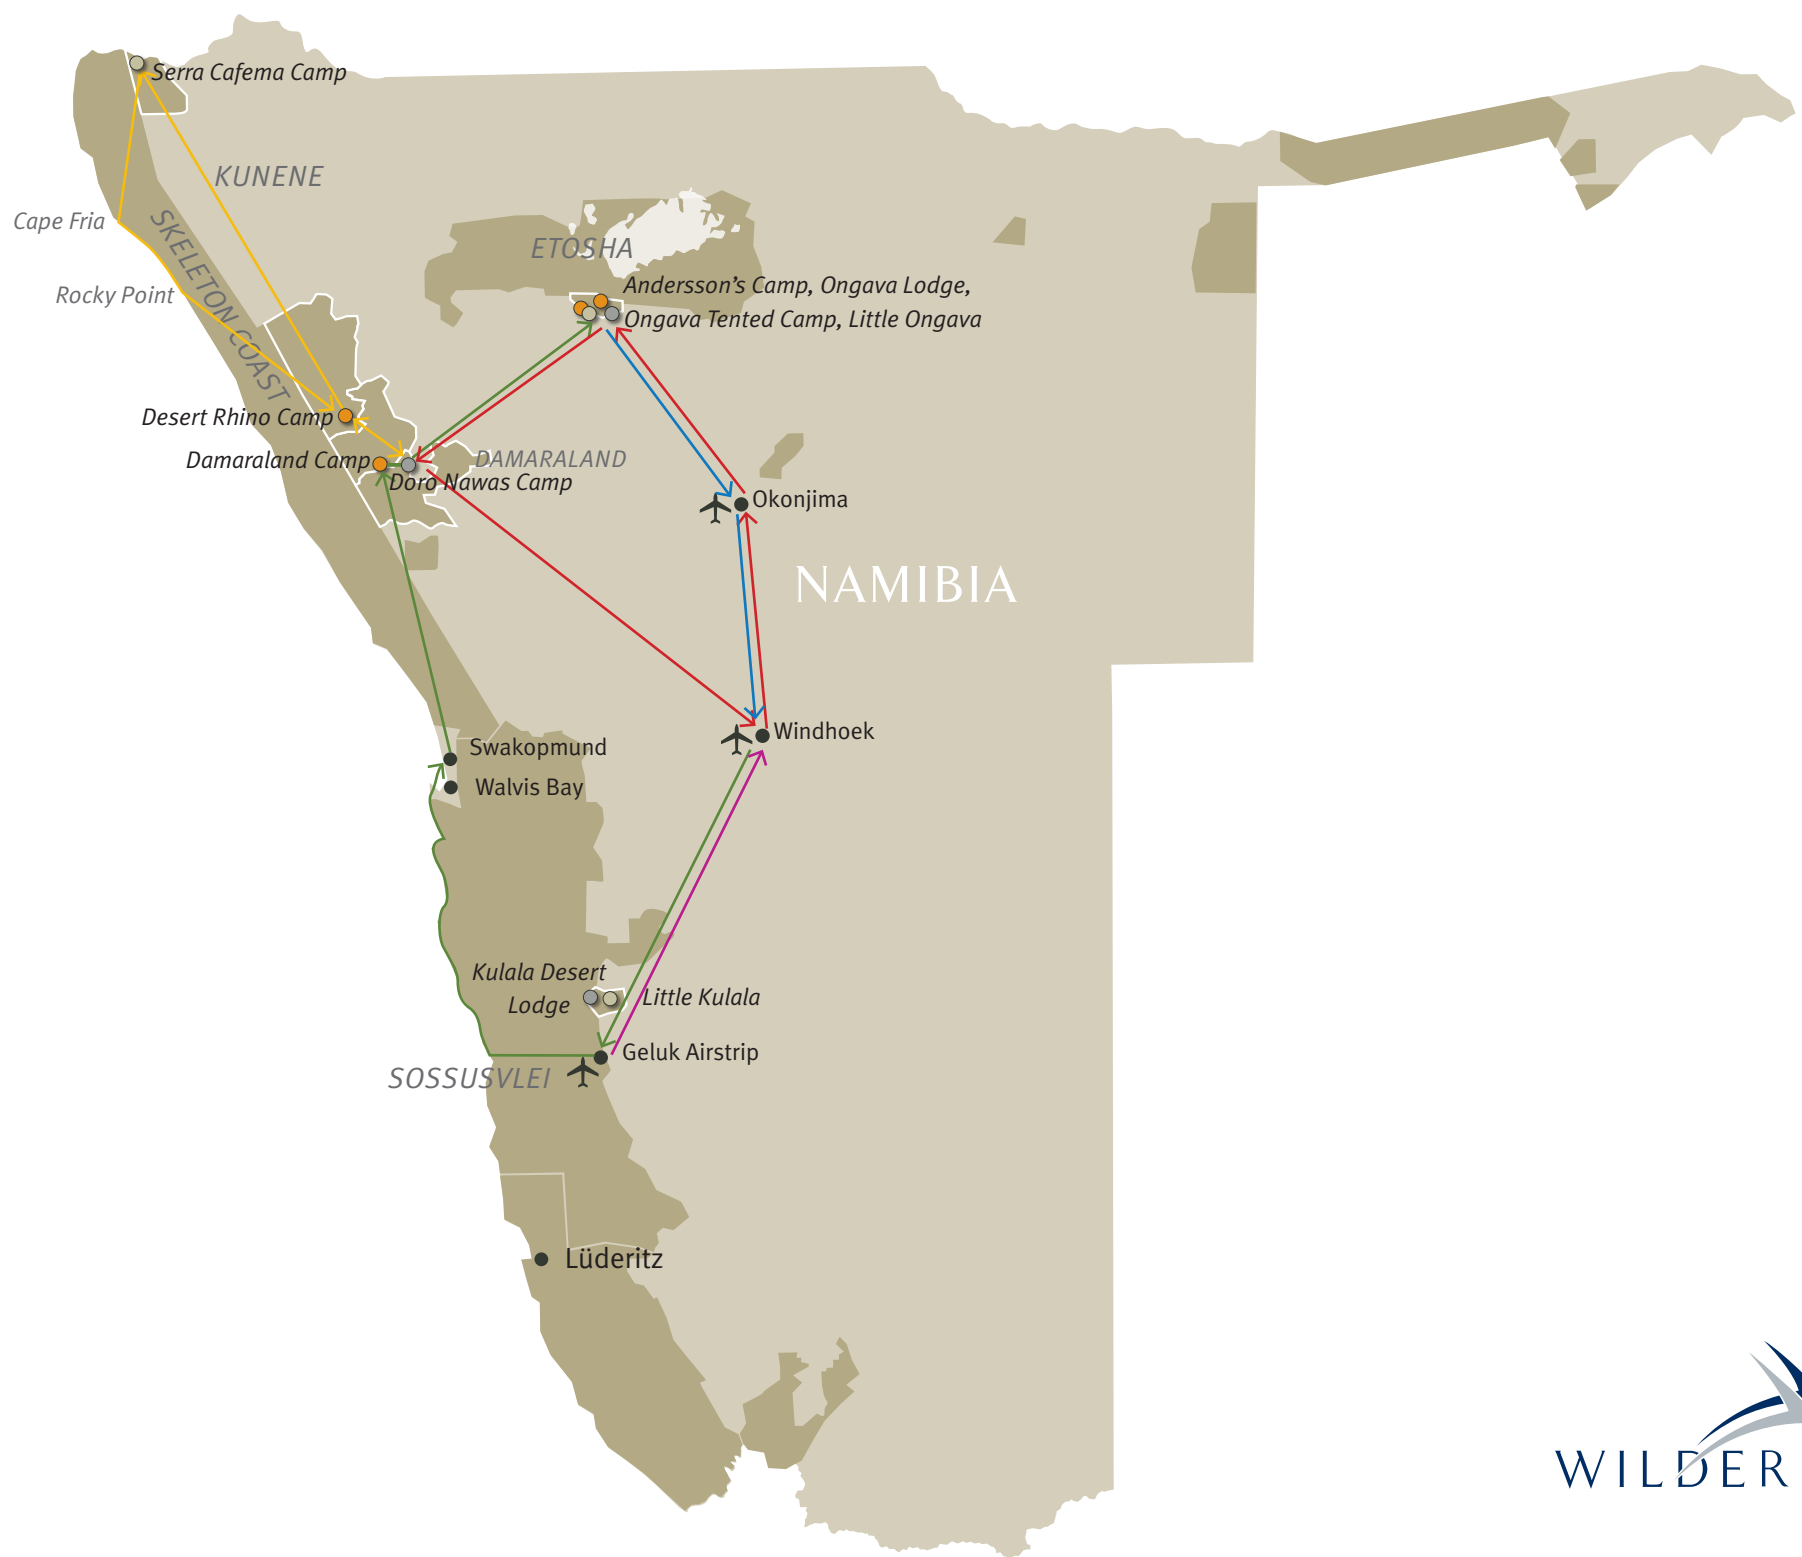 Serra Cafema Camp
KUNENE
Cape Fria
SKELETON COAST
ETOSHA
Rocky Point
Andersson’s Camp, Ongava Lodge,
Ongava Tented Camp, Little Ongava
Desert Rhino Camp
Damaraland Camp
DAMARALAND
Doro Nawas Camp
Okonjima
NAMIBIA
Windhoek
Swakopmund
Walvis Bay
Kulala Desert
Lodge
Little Kulala
Geluk Airstrip
SOSSUSVLEI
Lüderitz
WILDER